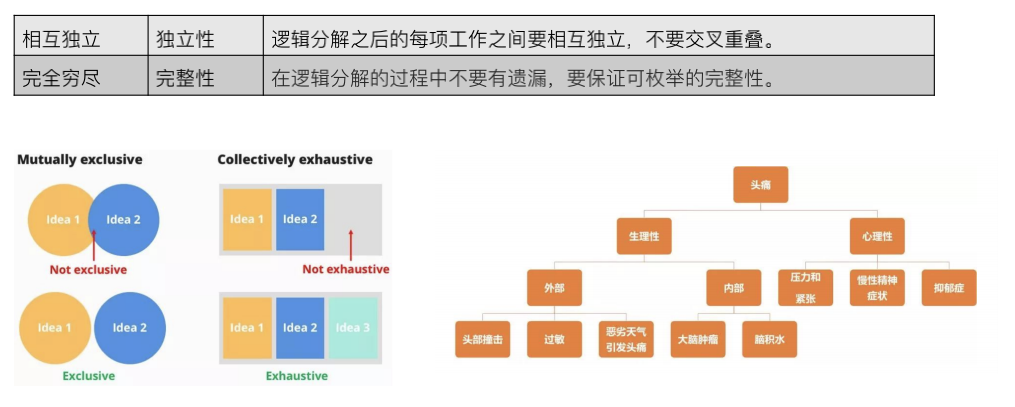 相互独立 独立性 逻辑分解之后的每项工作之间要相互独立，不要交叉重叠。
完全穷尽 完整性 在逻辑分解的过程中不要有遗漏，要保证可枚举的完整性。
Mutually exclusive
Idea 1 Idea 2
Not exclusive
Idea 1 Idea 2
Exclusive
Collectively exhaustive
Idea 1 Idea 2
Not exhaustive
Idea 1 Idea 2 Idea 3
Exhaustive
头痛
生理性 心理性
外部 内部
压力和
紧张
慢性精神
症状
抑郁症
头部撞击 过敏
恶劣天气
引发头痛
大脑肿瘤 脑积水